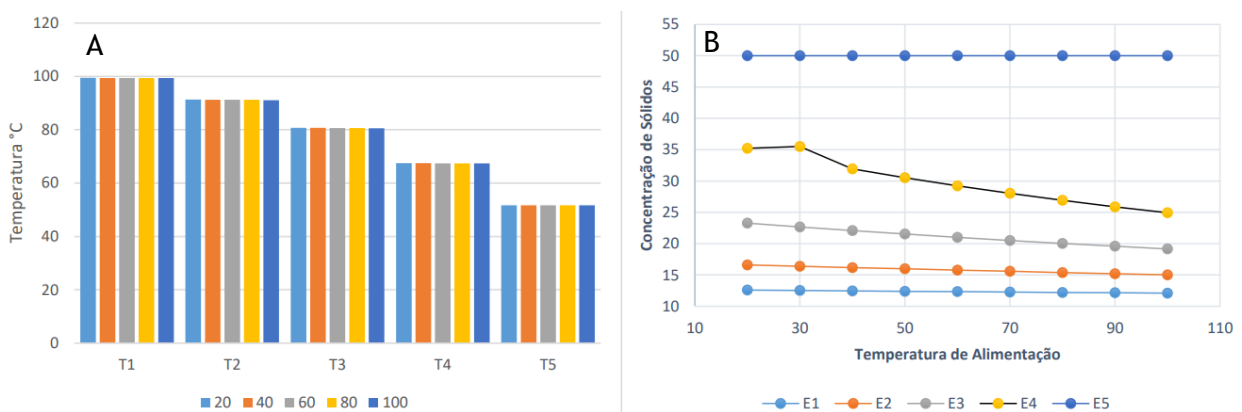 A
Temperatura °C
120
100
80
60
40
20
0
T1 T2 T3 T4 T5
20 40 60 80 100
B
Concentração de Sólidos
55
50
45
40
35
30
25
20
15
10
10 30 50 70 90 110
Temperatura de Alimentação
E1 E2 E3 E4 E5